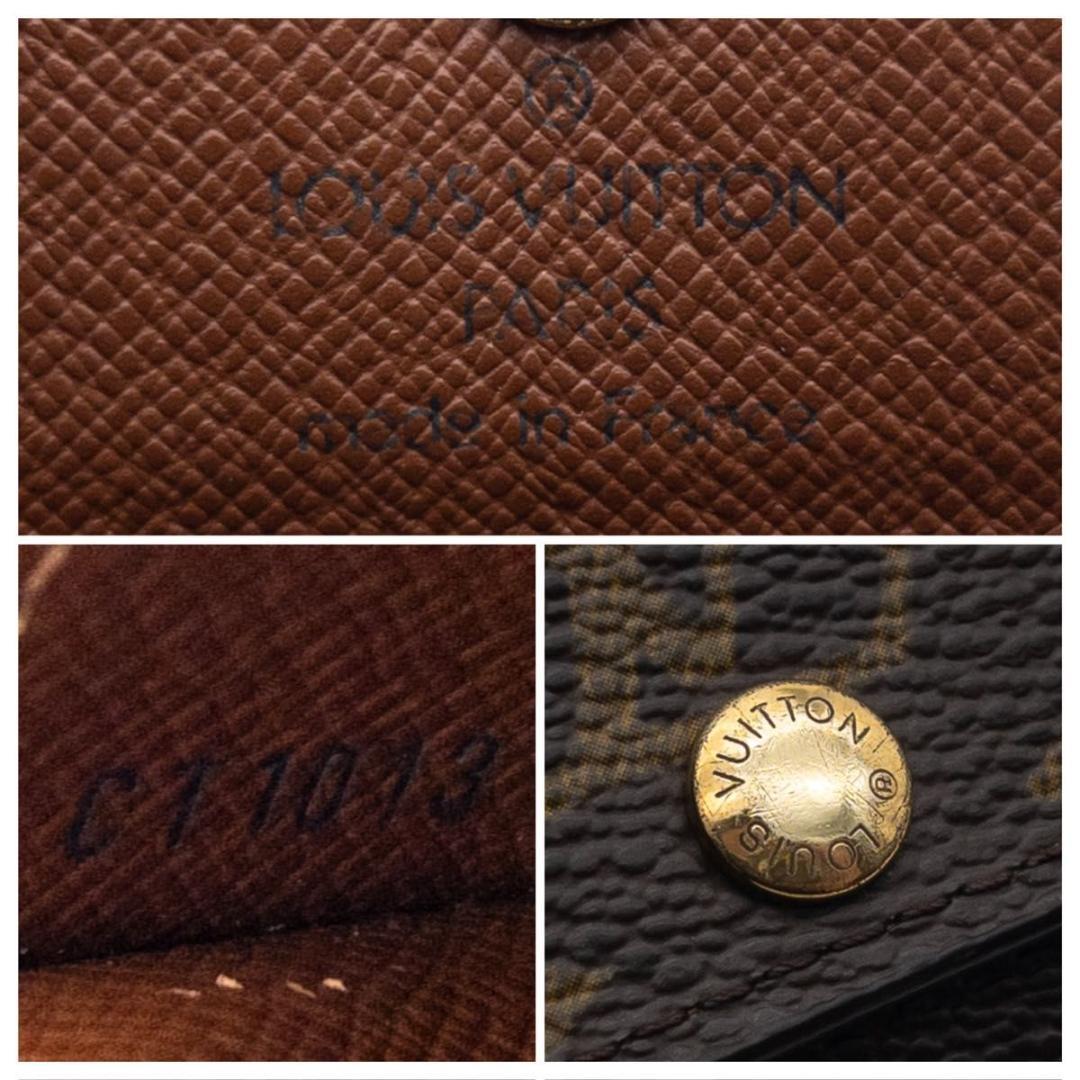 ®
LOUIS VUITTON
PARIS
made in France
CT1013
LOUIS VUITTON ®